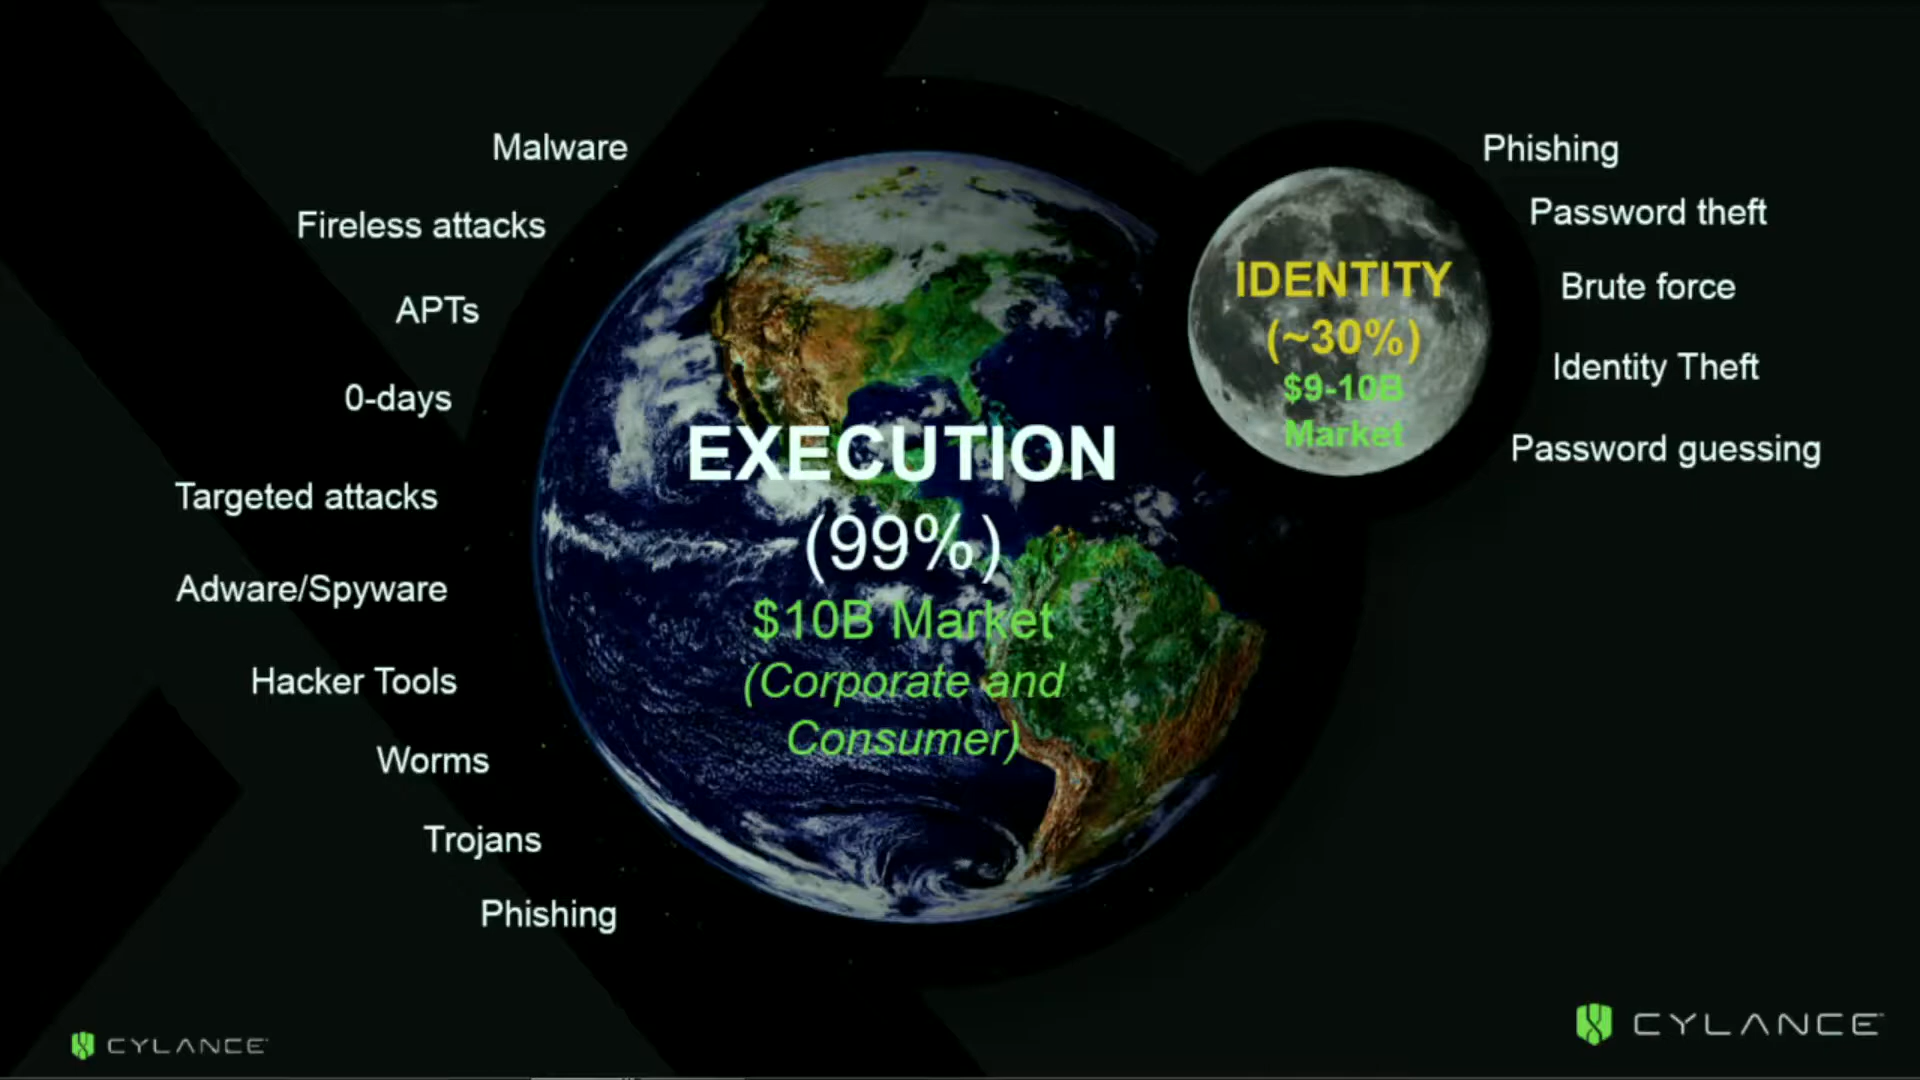 Malware
Fireless attacks
APTs
0-days
Targeted attacks
Adware/Spyware
Hacker Tools
Worms
Trojans
Phishing
EXECUTION
(99%)
$10B Market
(Corporate and
Consumer)
IDENTITY
(~30%)
$9-10B
Market
Phishing
Password theft
Brute force
Identity Theft
Password guessing
CYLANCE
CYLANCE